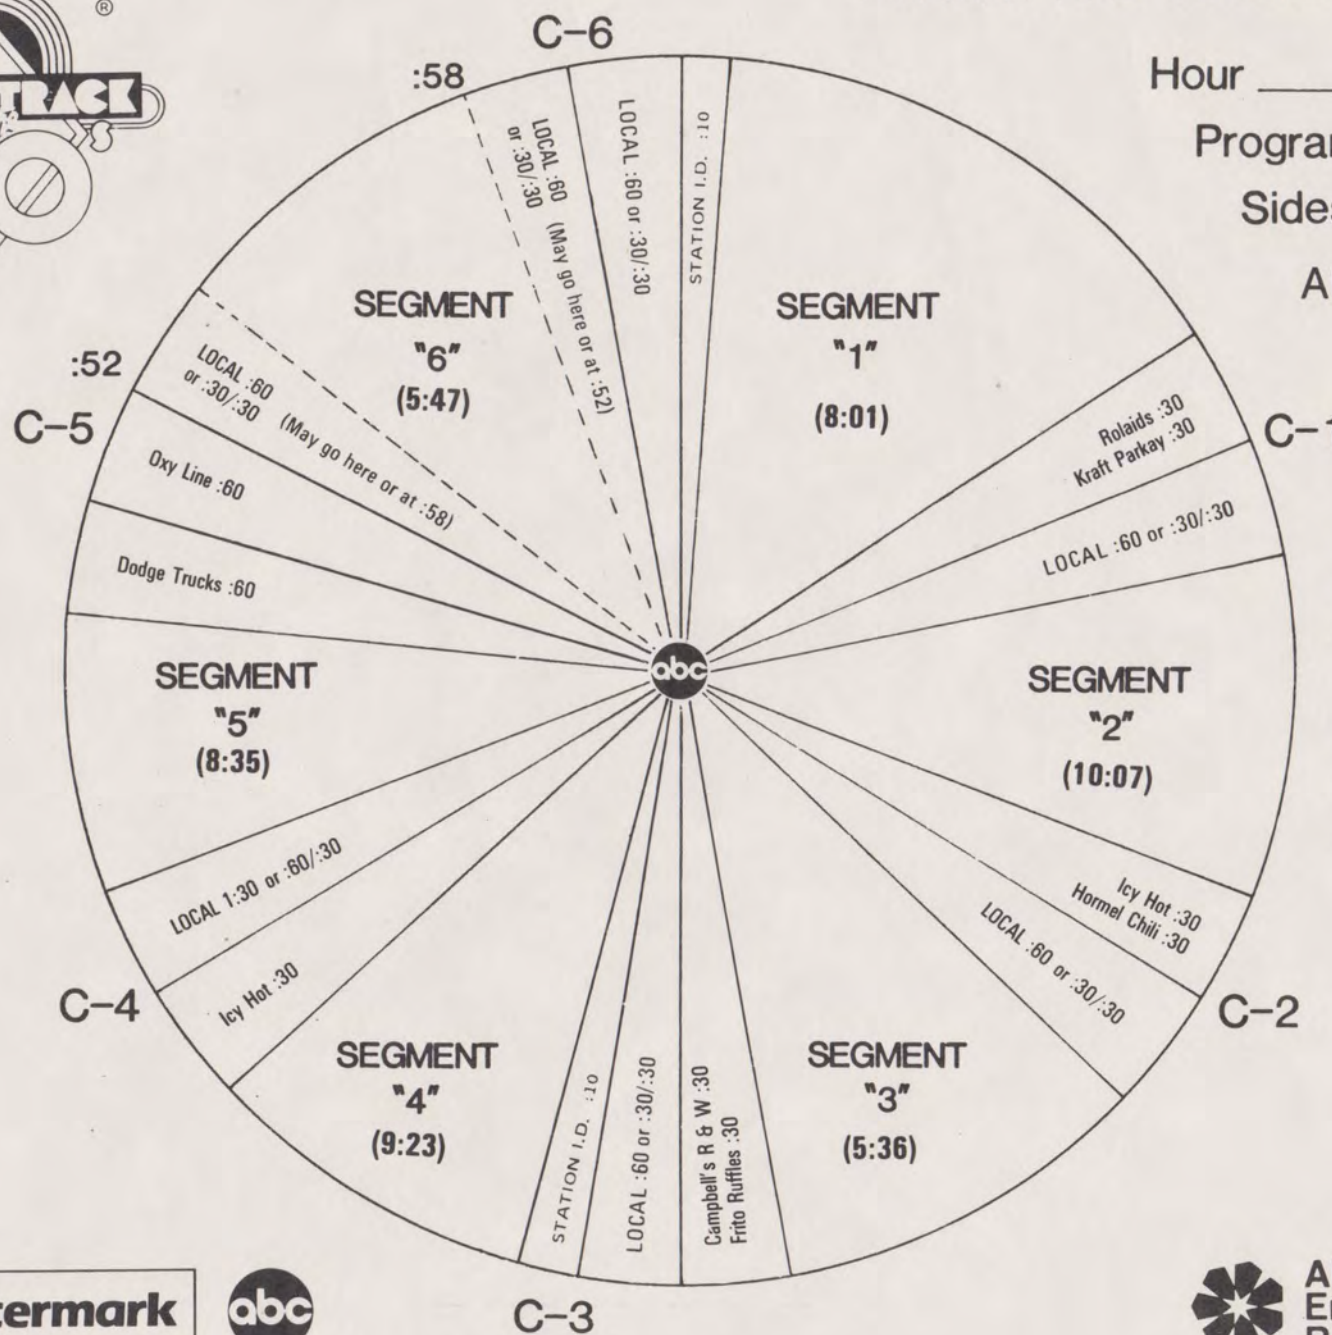 ®
TRACK
C-6
:58
Hour
Sides
A
LOCAL :60
or :30/:30 (May go here or at :52)
LOCAL :60 or :30/:30
STATION I.D. :10
SEGMENT
"1"
(8:01)
Rolaids :30
Kraft Parkay :30
C-1
LOCAL :60 or :30/:30
SEGMENT
"2"
(10:07)
Icy Hot :30
Hormel Chili :30
C-2
LOCAL :60 or :30/:30
SEGMENT
"3"
(5:36)
Campbell's R & W :30
Frito Ruffles :30
C-3
LOCAL :60 or :30/:30
STATION I.D. :10
SEGMENT
"4"
(9:23)
Icy Hot :30
C-4
LOCAL 1:30 or :60/:30
SEGMENT
"5"
(8:35)
Dodge Trucks :60
Oxy Line :60
C-5
:52
LOCAL :60
or :30/:30 (May go here or at :58)
SEGMENT
"6"
(5:47)
abc
termark
abc
A